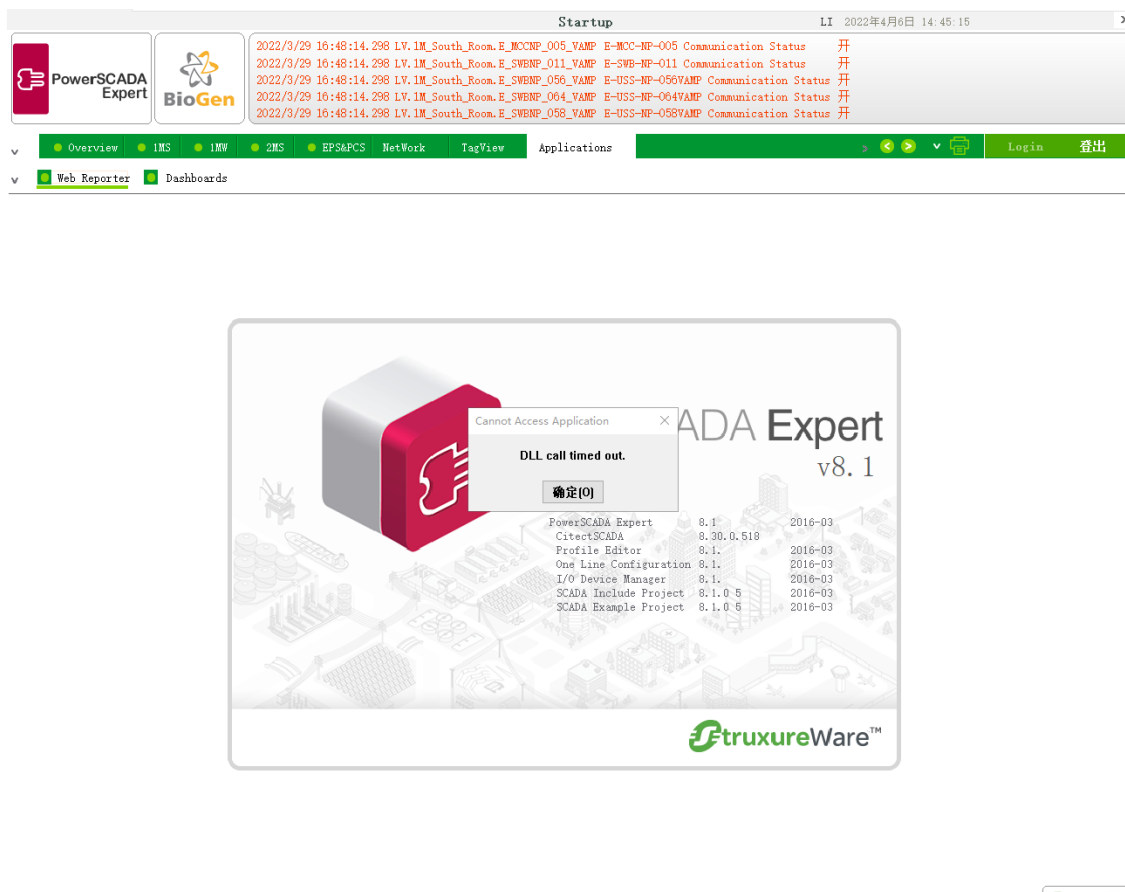 Startup
LI 2022年4月6日 14:45:15
PowerSCADA
Expert
BioGen
2022/3/29 16:48:14.298 LV.1M_South_Room.E_MCCNP_005_VAMP E-MCC-NP-005 Communication Status 开
2022/3/29 16:48:14.298 LV.1M_South_Room.E_SWBNP_011_VAMP E-SWB-NP-011 Communication Status 开
2022/3/29 16:48:14.298 LV.1M_South_Room.E_SWBNP_056_VAMP E-USS-NP-056VAMP Communication Status 开
2022/3/29 16:48:14.298 LV.1M_South_Room.E_SWBNP_064_VAMP E-USS-NP-064VAMP Communication Status 开
2022/3/29 16:48:14.298 LV.1M_South_Room.E_SWBNP_058_VAMP E-USS-NP-058VAMP Communication Status 开
Overview 1MS 1MW 2MS EPS&PCS NetWork TagView Applications Login 登出
Web Reporter Dashboards
Cannot Access Application
DLL call timed out.
确定[O]
ADA Expert
v8.1
PowerSCADA Expert 8.1 2016-03
CitectSCADA 8.30.0.518
Profile Editor 8.1. 2016-03
One Line Configuration 8.1. 2016-03
I/O Device Manager 8.1. 2016-03
SCADA Include Project 8.1.0 5 2016-03
SCADA Example Project 8.1.0 5 2016-03
StruxureWare™